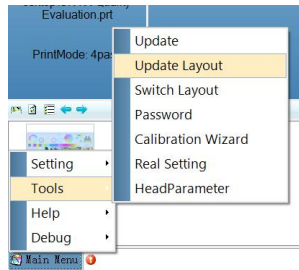 Evaluation.prt
PrintMode: 4pas
Update
Update Layout
Switch Layout
Password
Calibration Wizard
Real Setting
HeadParameter
Setting
Tools
Help
Debug
Main Menu